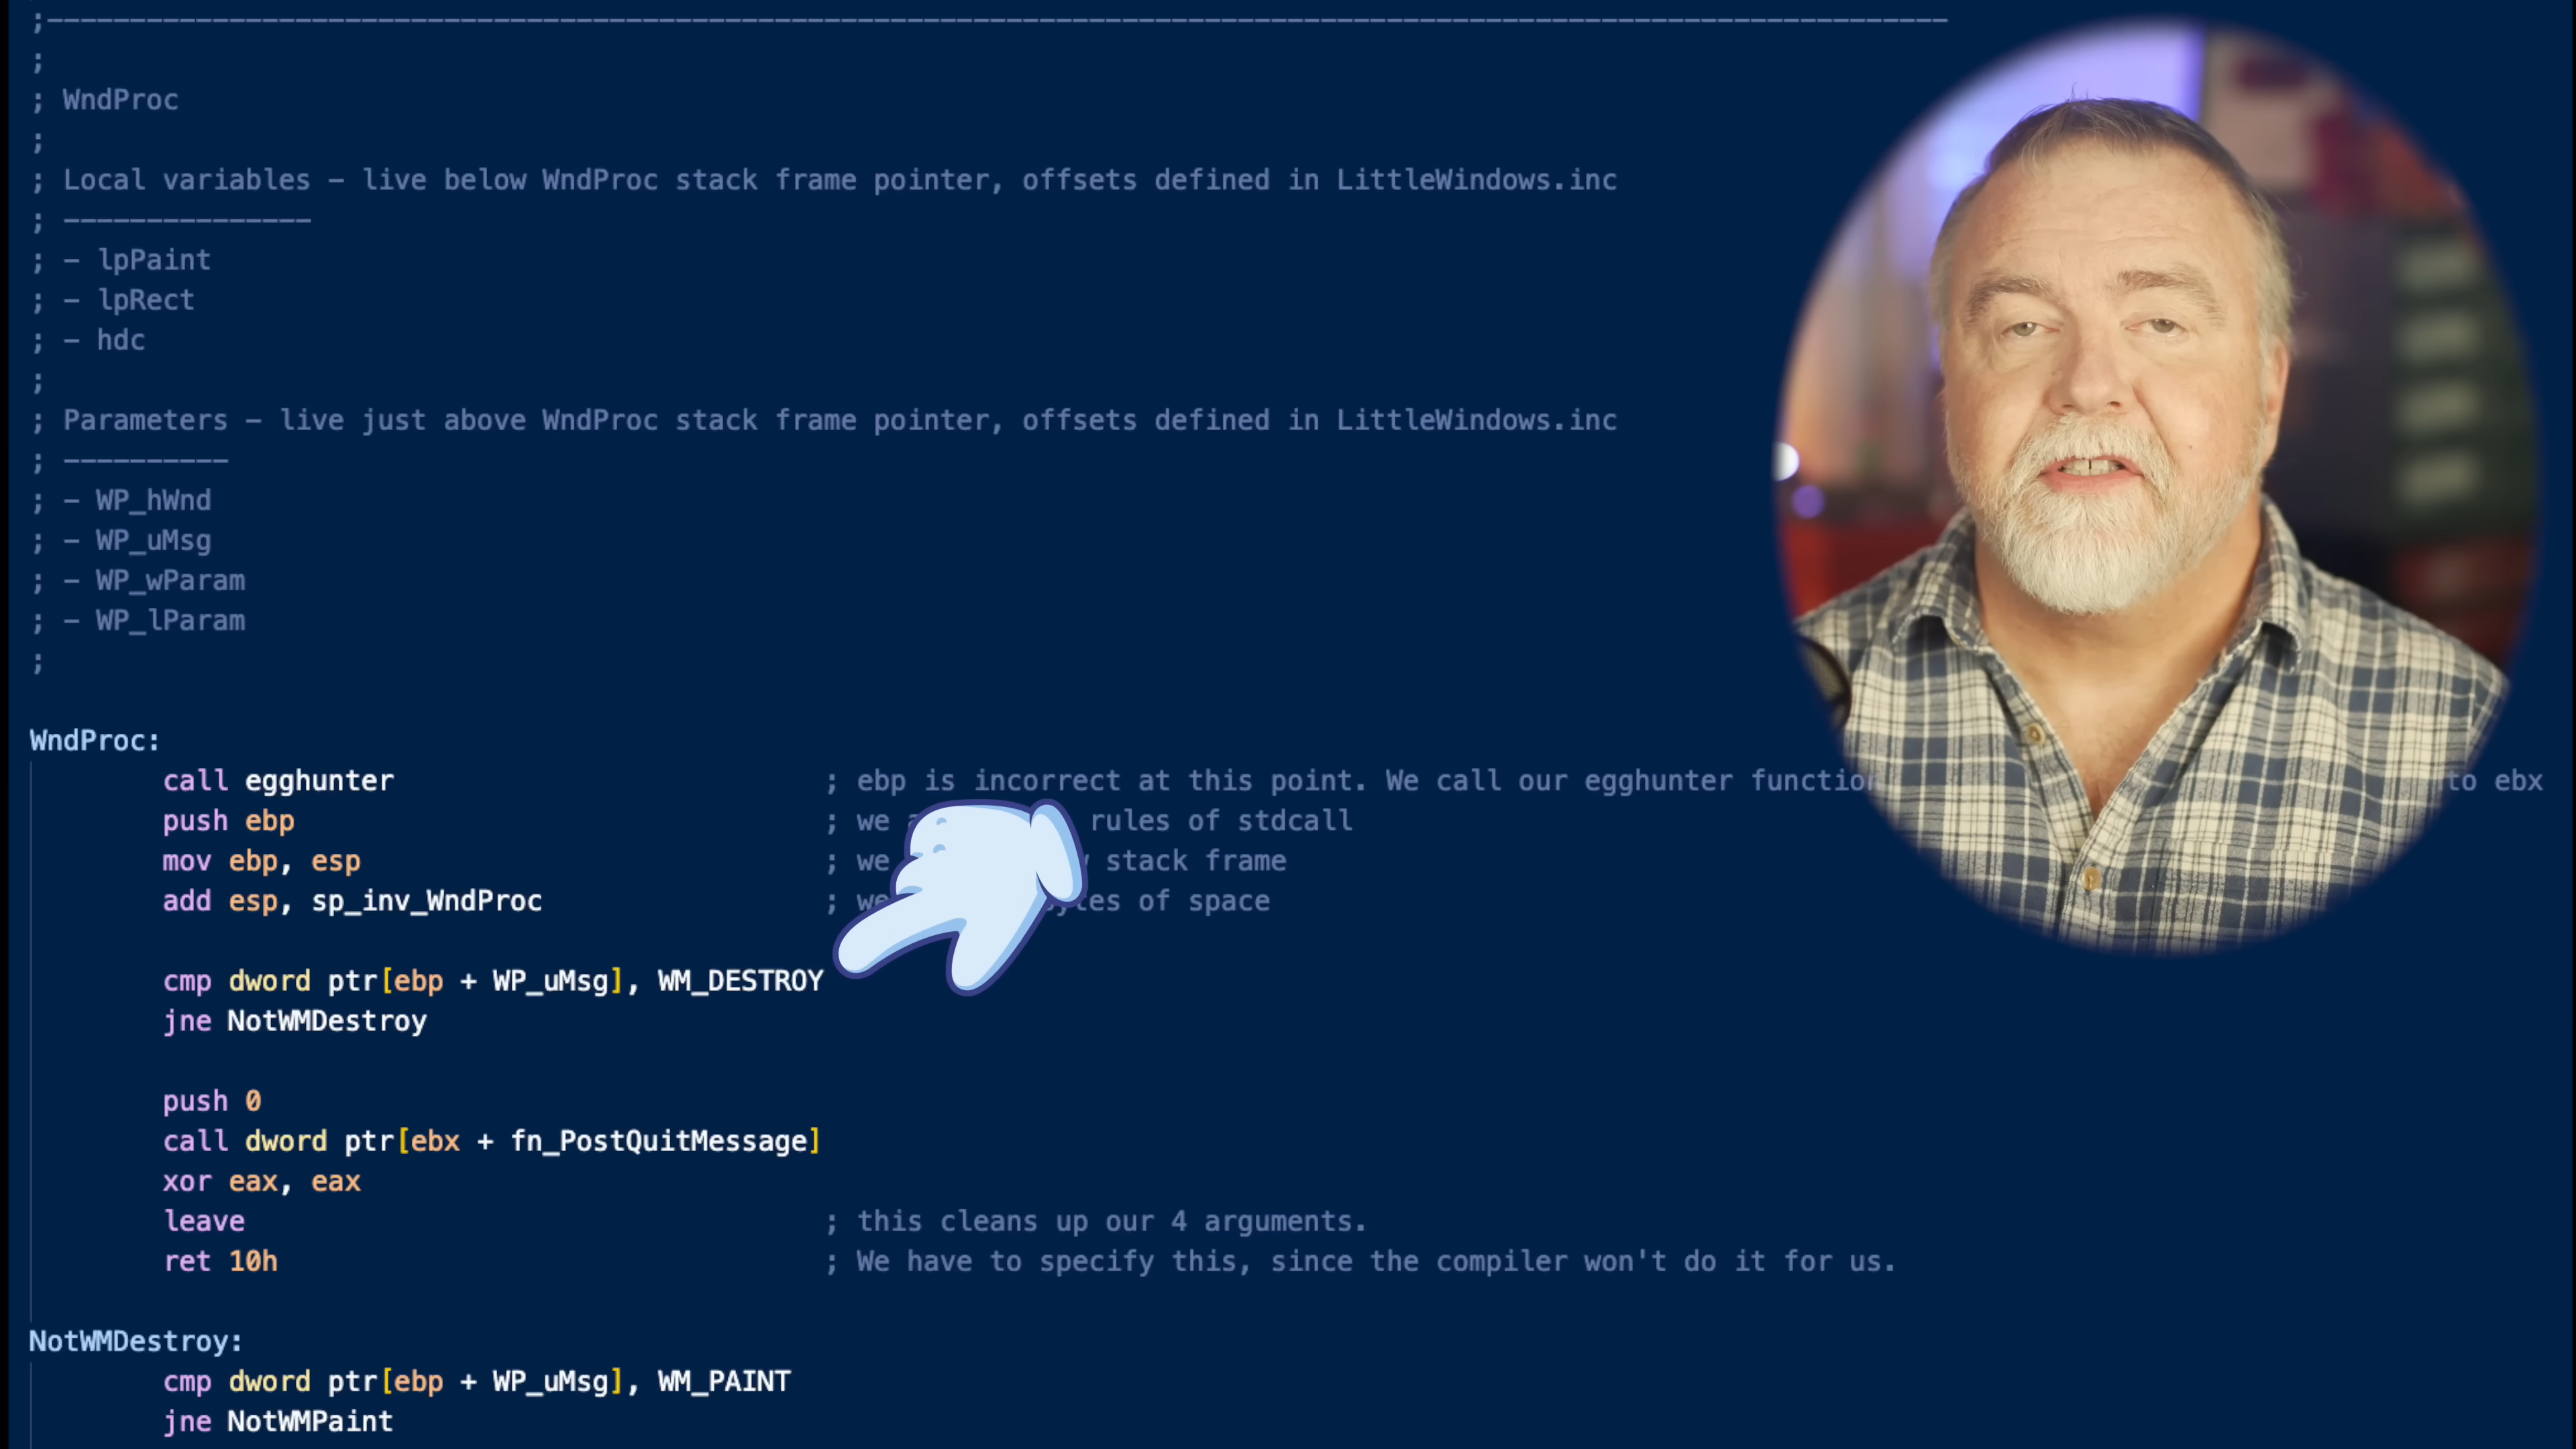 ;
;
; WndProc
;
; Local variables – live below WndProc stack frame pointer, offsets defined in LittleWindows.inc
; ---------------
; – lpPaint
; – lpRect
; – hdc
;
; Parameters – live just above WndProc stack frame pointer, offsets defined in LittleWindows.inc
; ----------
; – WP_hWnd
; – WP_uMsg
; – WP_wParam
; – WP_lParam
;
WndProc:
call egghunter ; ebp is incorrect at this point. We call our egghunter function to ebx
push ebp ; we rules of stdcall
mov ebp, esp ; we stack frame
add esp, sp_inv_WndProc ; we of space
cmp dword ptr[ebp + WP_uMsg], WM_DESTROY
jne NotWMDestroy
push 0
call dword ptr[ebx + fn_PostQuitMessage]
xor eax, eax
leave ; this cleans up our 4 arguments.
ret 10h ; We have to specify this, since the compiler won't do it for us.
NotWMDestroy:
cmp dword ptr[ebp + WP_uMsg], WM_PAINT
jne NotWMPaint